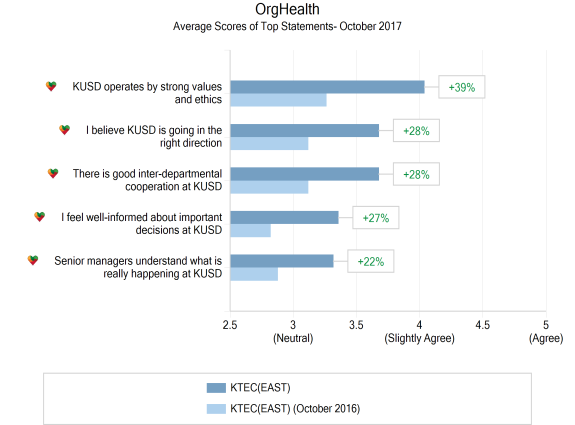 OrgHealth
Average Scores of Top Statements- October 2017
KUSD operates by strong values
and ethics
+39%
I believe KUSD is going in the
right direction
+28%
There is good inter-departmental
cooperation at KUSD
+28%
I feel well-informed about important
decisions at KUSD
+27%
Senior managers understand what is
really happening at KUSD
+22%
2.5 3 3.5 4 4.5 5
(Neutral) (Slightly Agree) (Agree)
KTEC(EAST)
KTEC(EAST) (October 2016)